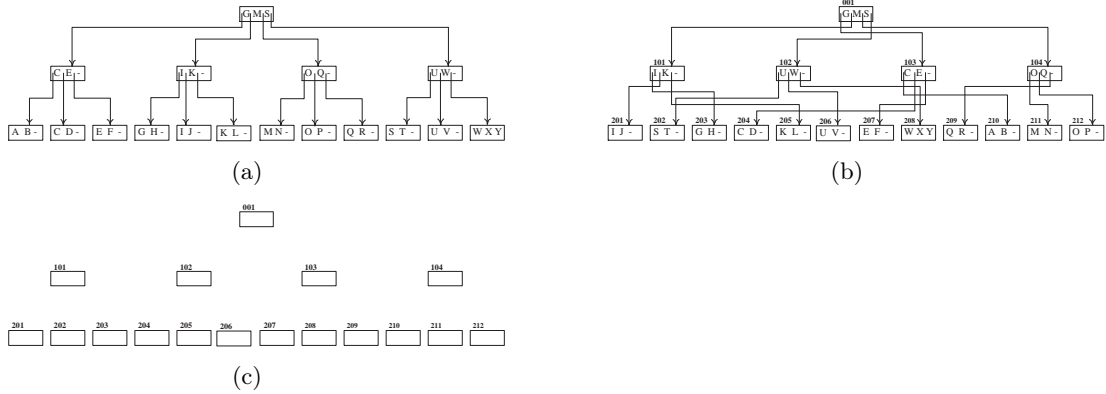 G M S
C E -
I K -
O Q -
U W -
A B -
C D -
E F -
G H -
I J -
K L -
M N -
O P -
Q R -
S T -
U V -
W X Y
(a)
001
G M S
101
I K -
102
U W -
103
C E -
104
O Q -
201
I J -
202
S T -
203
G H -
204
C D -
205
K L -
206
U V -
207
E F -
208
W X Y
209
Q R -
210
A B -
211
M N -
212
O P -
(b)
001
101 102 103 104
201 202 203 204 205 206 207 208 209 210 211 212
(c)